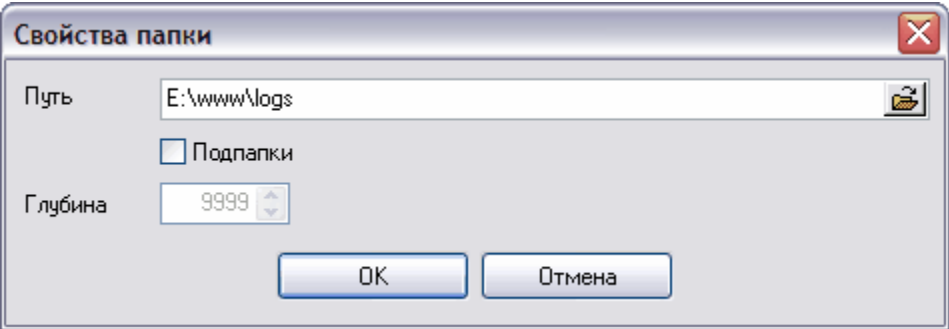 Свойства папки
Путь E:\www\logs
Подпапки
Глубина 9999
OK Отмена